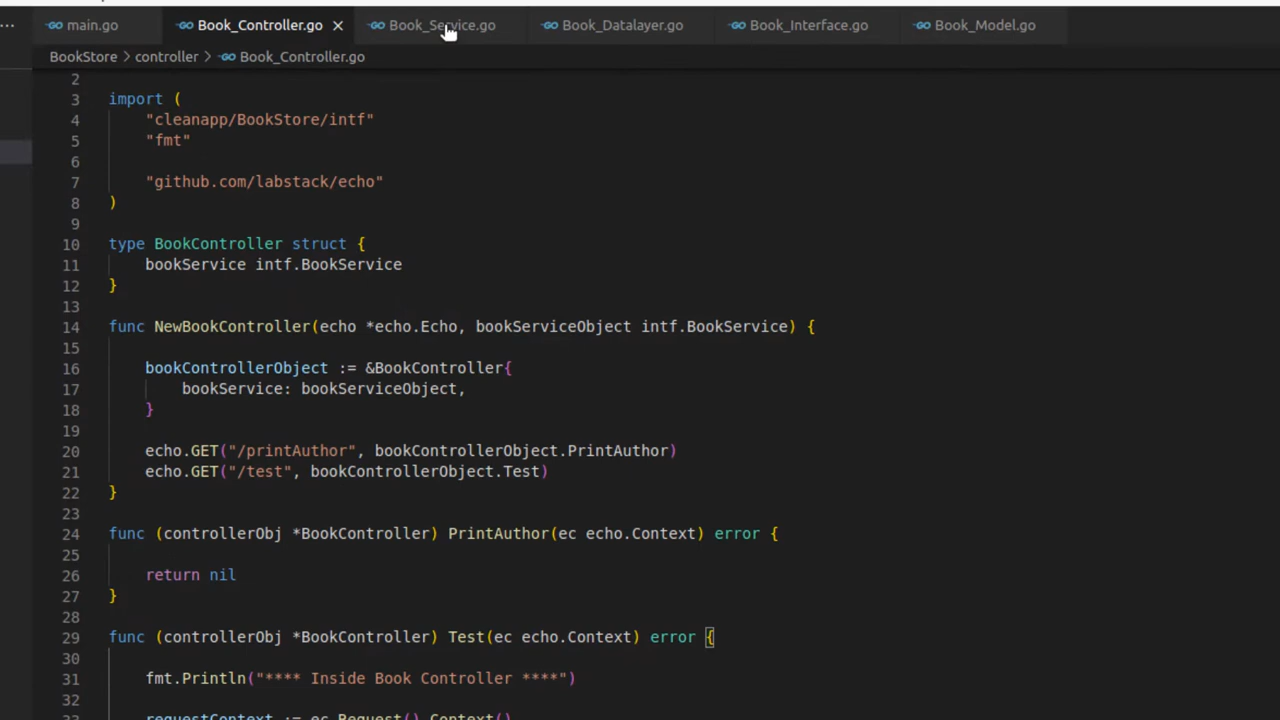 ... main.go Book_Controller.go Book_Service.go Book_Datalayer.go Book_Interface.go Book_Model.go
BookStore > controller > Book_Controller.go
2
3 import (
4 "cleanapp/BookStore/intf"
5 "fmt"
6
7 "github.com/labstack/echo"
8 )
9
10 type BookController struct {
11 bookService intf.BookService
12 }
13
14 func NewBookController(echo *echo.Echo, bookServiceObject intf.BookService) {
15
16 bookControllerObject := &BookController{
17 bookService: bookServiceObject,
18 }
19
20 echo.GET("/printAuthor", bookControllerObject.PrintAuthor)
21 echo.GET("/test", bookControllerObject.Test)
22 }
23
24 func (controllerObj *BookController) PrintAuthor(ec echo.Context) error {
25
26 return nil
27 }
28
29 func (controllerObj *BookController) Test(ec echo.Context) error {
30
31 fmt.Println("**** Inside Book Controller ****")
32
33 requestContext := ec.Request().Context()